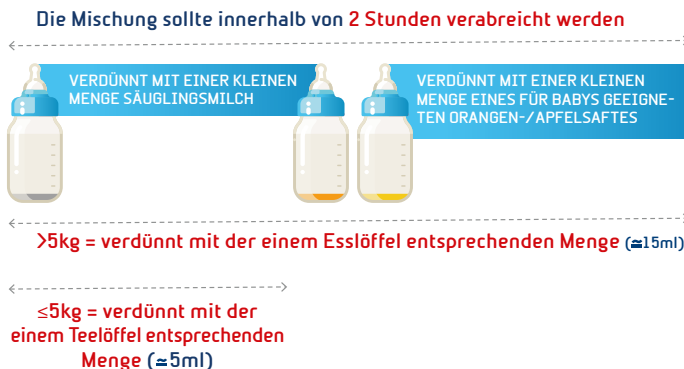 Die Mischung sollte innerhalb von 2 Stunden verabreicht werden
VERDÜNNT MIT EINER KLEINEN
MENGE SÄUGLINGSMILCH
VERDÜNNT MIT EINER KLEINEN
MENGE EINES FÜR BABYS GEEIGNE-
TEN ORANGEN-/APFELSAFTES
>5kg = verdünnt mit der einem Esslöffel entsprechenden Menge (≃15ml)
≤5kg = verdünnt mit der
einem Teelöffel entsprechenden
Menge (≃5ml)